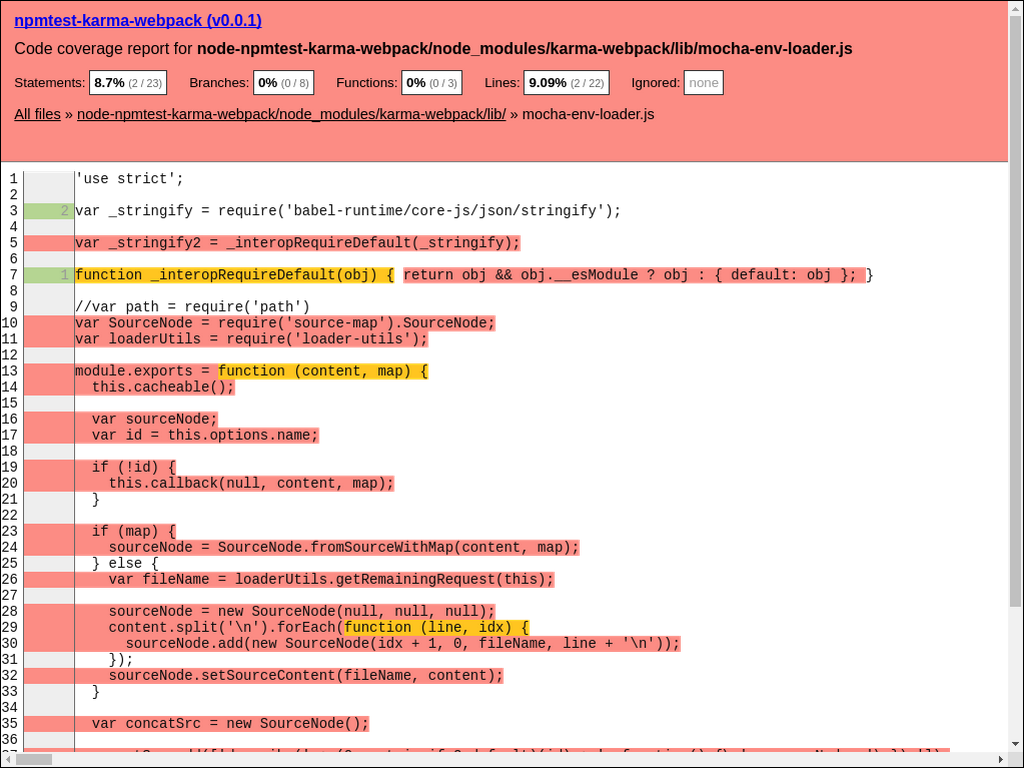 npmtest-karma-webpack (v0.0.1)
Code coverage report for node-npmtest-karma-webpack/node_modules/karma-webpack/lib/mocha-env-loader.js
Statements: 8.7% (2 / 23) Branches: 0% (0 / 8) Functions: 0% (0 / 3) Lines: 9.09% (2 / 22) Ignored: none
All files » node-npmtest-karma-webpack/node_modules/karma-webpack/lib/ » mocha-env-loader.js
1 'use strict';
2
3 2 var _stringify = require('babel-runtime/core-js/json/stringify');
4
5 var _stringify2 = _interopRequireDefault(_stringify);
6
7 1 function _interopRequireDefault(obj) { return obj && obj.__esModule ? obj : { default: obj }; }
8
9 //var path = require('path')
10 var SourceNode = require('source-map').SourceNode;
11 var loaderUtils = require('loader-utils');
12
13 module.exports = function (content, map) {
14   this.cacheable();
15
16   var sourceNode;
17   var id = this.options.name;
18
19   if (!id) {
20     this.callback(null, content, map);
21   }
22
23   if (map) {
24     sourceNode = SourceNode.fromSourceWithMap(content, map);
25   } else {
26     var fileName = loaderUtils.getRemainingRequest(this);
27
28     sourceNode = new SourceNode(null, null, null);
29     content.split('\n').forEach(function (line, idx) {
30       sourceNode.add(new SourceNode(idx + 1, 0, fileName, line + '\n'));
31     });
32     sourceNode.setSourceContent(fileName, content);
33   }
34
35   var concatSrc = new SourceNode();
36